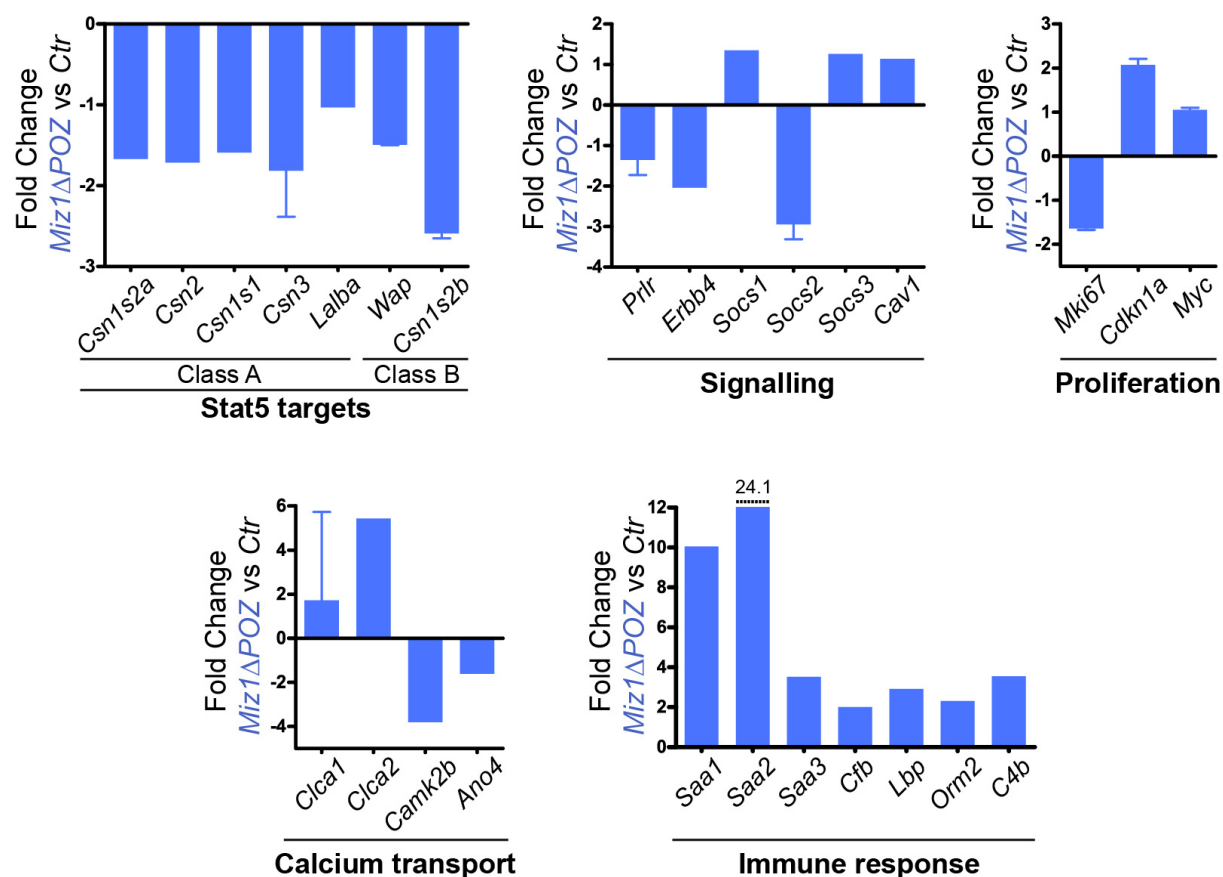 Fold Change
Miz1ΔPOZ vs Ctr
0
-1
-2
-3
Csn1s2a
Csn2
Csn1s1
Csn3
Lalba
Wap
Csn1s2b
Class A
Class B
Stat5 targets
Fold Change
Miz1ΔPOZ vs Ctr
2
1
0
-1
-2
-3
-4
Prlr
Erbb4
Socs1
Socs2
Socs3
Cav1
Signalling
Fold Change
Miz1ΔPOZ vs Ctr
3
2
1
0
-1
-2
Mki67
Cdkn1a
Myc
Proliferation
Fold Change
Miz1ΔPOZ vs Ctr
6
4
2
0
-2
-4
Clca1
Clca2
Camk2b
Ano4
Calcium transport
Fold Change
Miz1ΔPOZ vs Ctr
24.1
12
10
8
6
4
2
0
Saa1
Saa2
Saa3
Cfb
Lbp
Orm2
C4b
Immune response